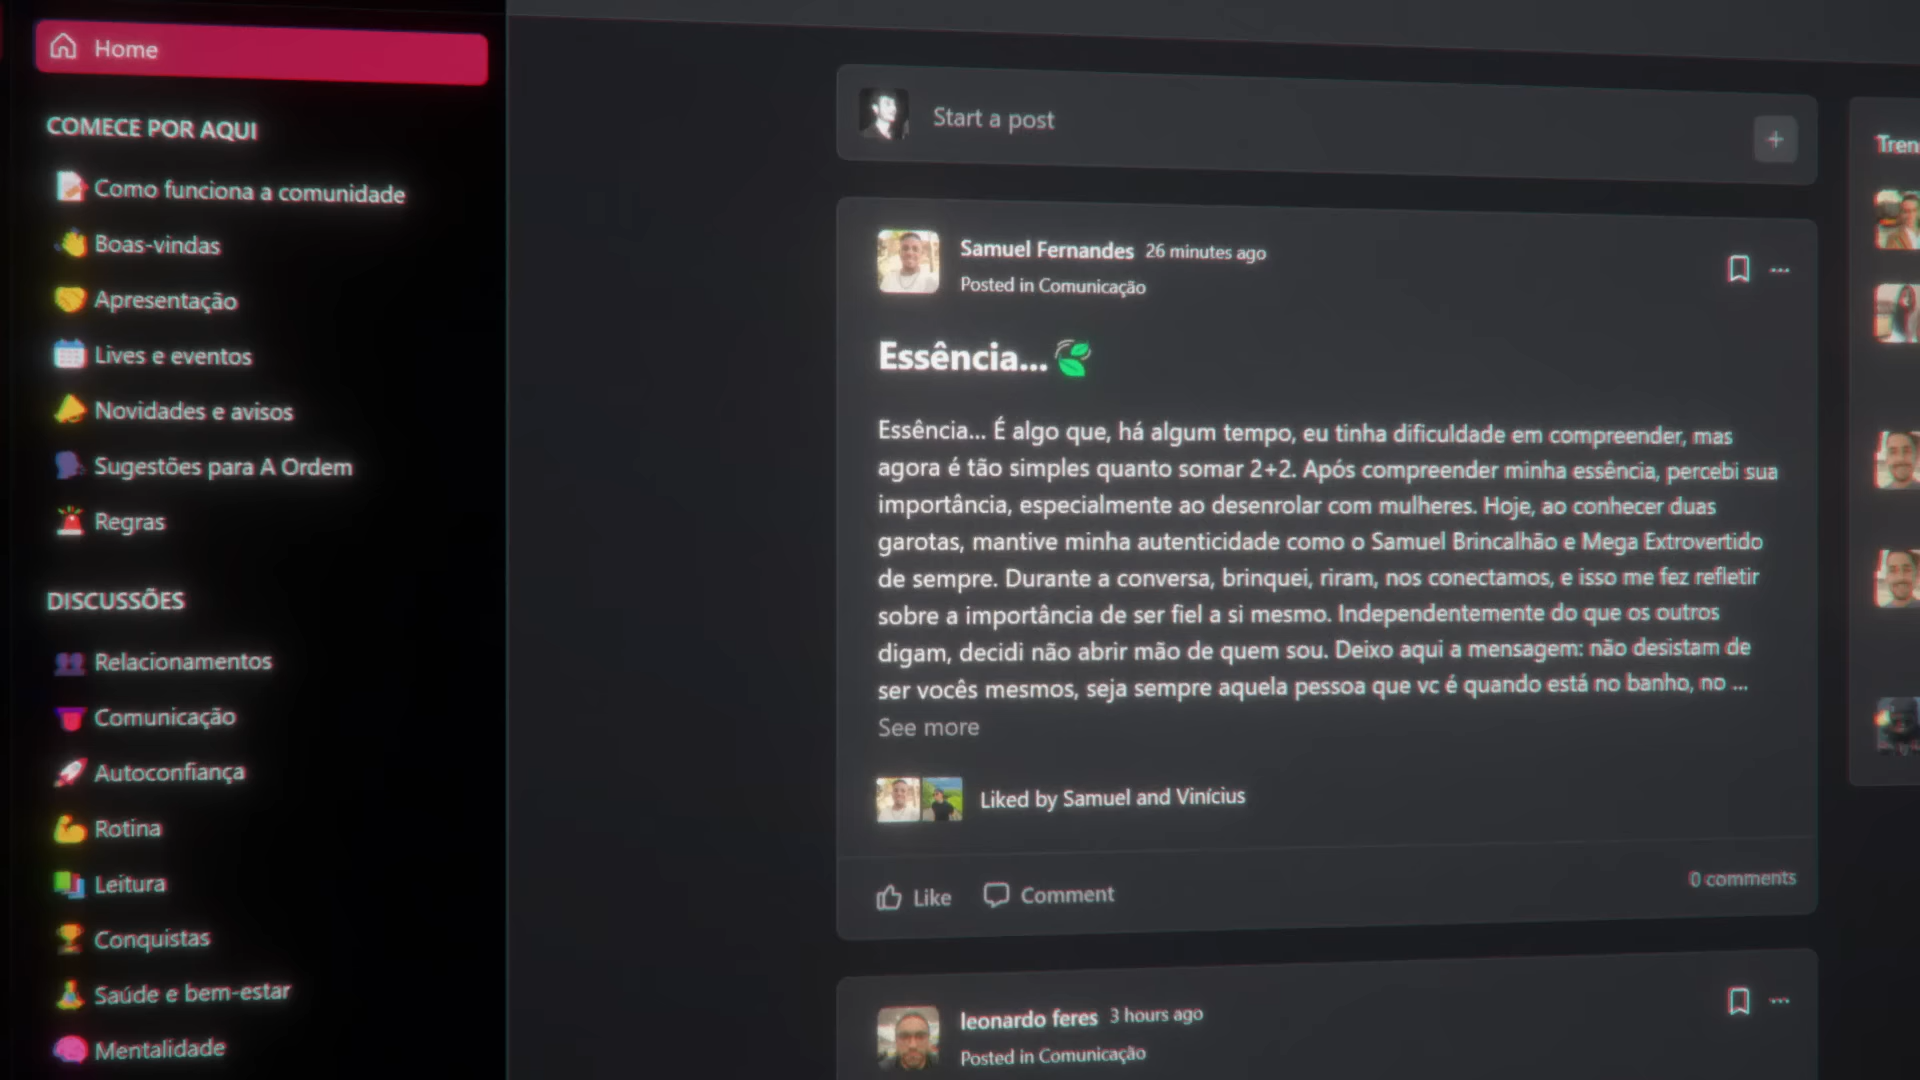 Home
COMECE POR AQUI
Como funciona a comunidade
Boas-vindas
Apresentação
Lives e eventos
Novidades e avisos
Sugestões para A Ordem
Regras
DISCUSSÕES
Relacionamentos
Comunicação
Autoconfiança
Rotina
Leitura
Conquistas
Saúde e bem-estar
Mentalidade
Start a post
Samuel Fernandes 26 minutes ago
Posted in Comunicação
Essência...
Essência... É algo que, há algum tempo, eu tinha dificuldade em compreender, mas
agora é tão simples quanto somar 2+2. Após compreender minha essência, percebi sua
importância, especialmente ao desenrolar com mulheres. Hoje, ao conhecer duas
garotas, mantive minha autenticidade como o Samuel Brincalhão e Mega Extrovertido
de sempre. Durante a conversa, brinquei, riram, nos conectamos, e isso me fez refletir
sobre a importância de ser fiel a si mesmo. Independentemente do que os outros
digam, decidi não abrir mão de quem sou. Deixo aqui a mensagem: não desistam de
ser vocês mesmos, seja sempre aquela pessoa que vc é quando está no banho, no ...
See more
Liked by Samuel and Vinícius
Like
Comment
0 comments
leonardo feres 3 hours ago
Posted in Comunicação
Tren